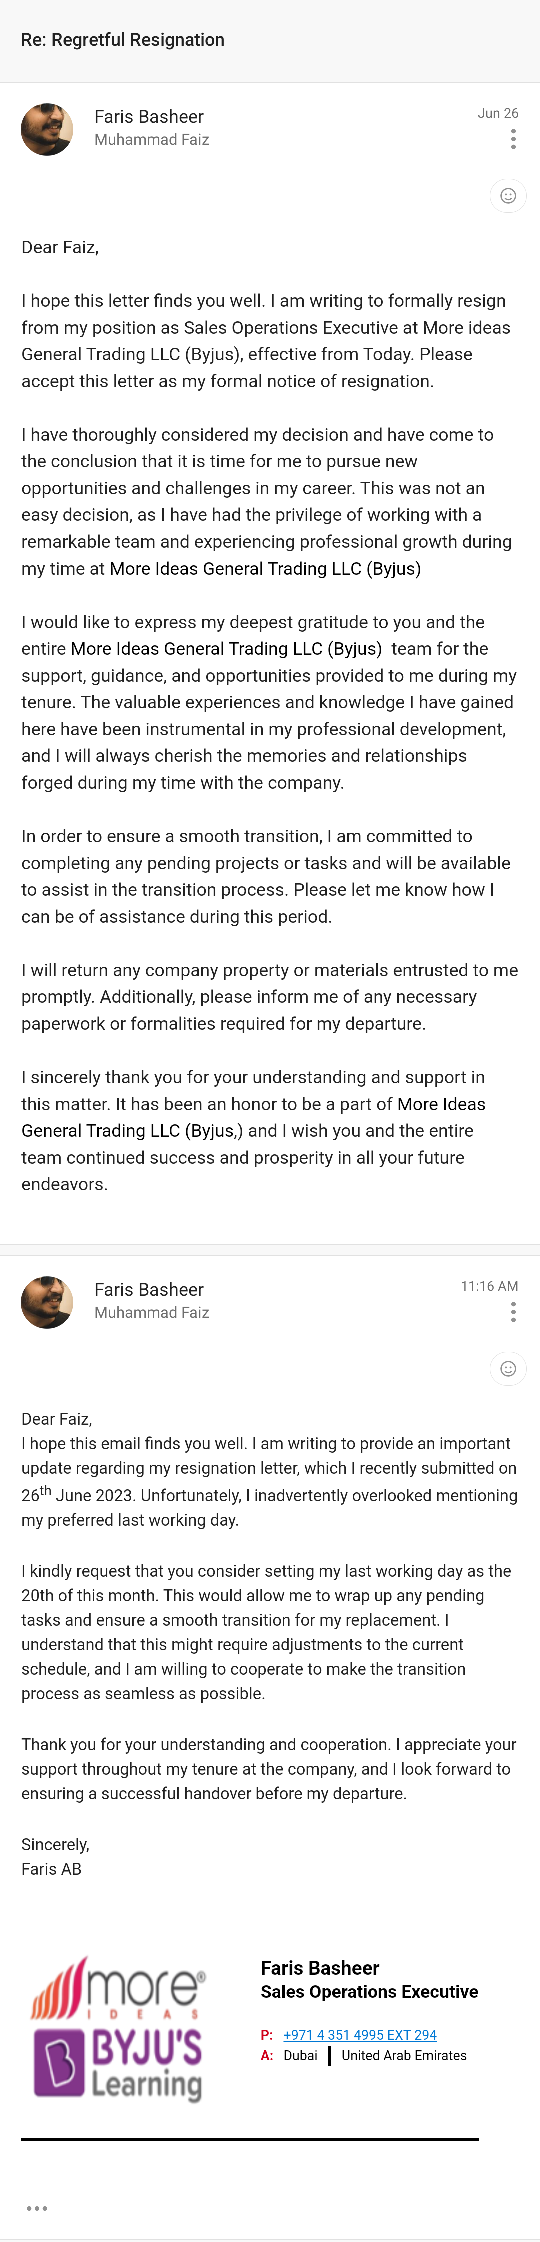 Re: Regretful Resignation
Faris Basheer
Jun 26
Muhammad Faiz
Dear Faiz,
I hope this letter finds you well. I am writing to formally resign
from my position as Sales Operations Executive at More ideas
General Trading LLC (Byjus), effective from Today. Please
accept this letter as my formal notice of resignation.
I have thoroughly considered my decision and have come to
the conclusion that it is time for me to pursue new
opportunities and challenges in my career. This was not an
easy decision, as I have had the privilege of working with a
remarkable team and experiencing professional growth during
my time at More Ideas General Trading LLC (Byjus)
I would like to express my deepest gratitude to you and the
entire More Ideas General Trading LLC (Byjus)  team for the
support, guidance, and opportunities provided to me during my
tenure. The valuable experiences and knowledge I have gained
here have been instrumental in my professional development,
and I will always cherish the memories and relationships
forged during my time with the company.
In order to ensure a smooth transition, I am committed to
completing any pending projects or tasks and will be available
to assist in the transition process. Please let me know how I
can be of assistance during this period.
I will return any company property or materials entrusted to me
promptly. Additionally, please inform me of any necessary
paperwork or formalities required for my departure.
I sincerely thank you for your understanding and support in
this matter. It has been an honor to be a part of More Ideas
General Trading LLC (Byjus,) and I wish you and the entire
team continued success and prosperity in all your future
endeavors.
Faris Basheer
11:16 AM
Muhammad Faiz
Dear Faiz,
I hope this email finds you well. I am writing to provide an important
update regarding my resignation letter, which I recently submitted on
26th June 2023. Unfortunately, I inadvertently overlooked mentioning
my preferred last working day.
I kindly request that you consider setting my last working day as the
20th of this month. This would allow me to wrap up any pending
tasks and ensure a smooth transition for my replacement. I
understand that this might require adjustments to the current
schedule, and I am willing to cooperate to make the transition
process as seamless as possible.
Thank you for your understanding and cooperation. I appreciate your
support throughout my tenure at the company, and I look forward to
ensuring a successful handover before my departure.
Sincerely,
Faris AB
more®
IDEAS
BYJU'S
Learning
Faris Basheer
Sales Operations Executive
P: +971 4 351 4995 EXT 294
A: Dubai | United Arab Emirates